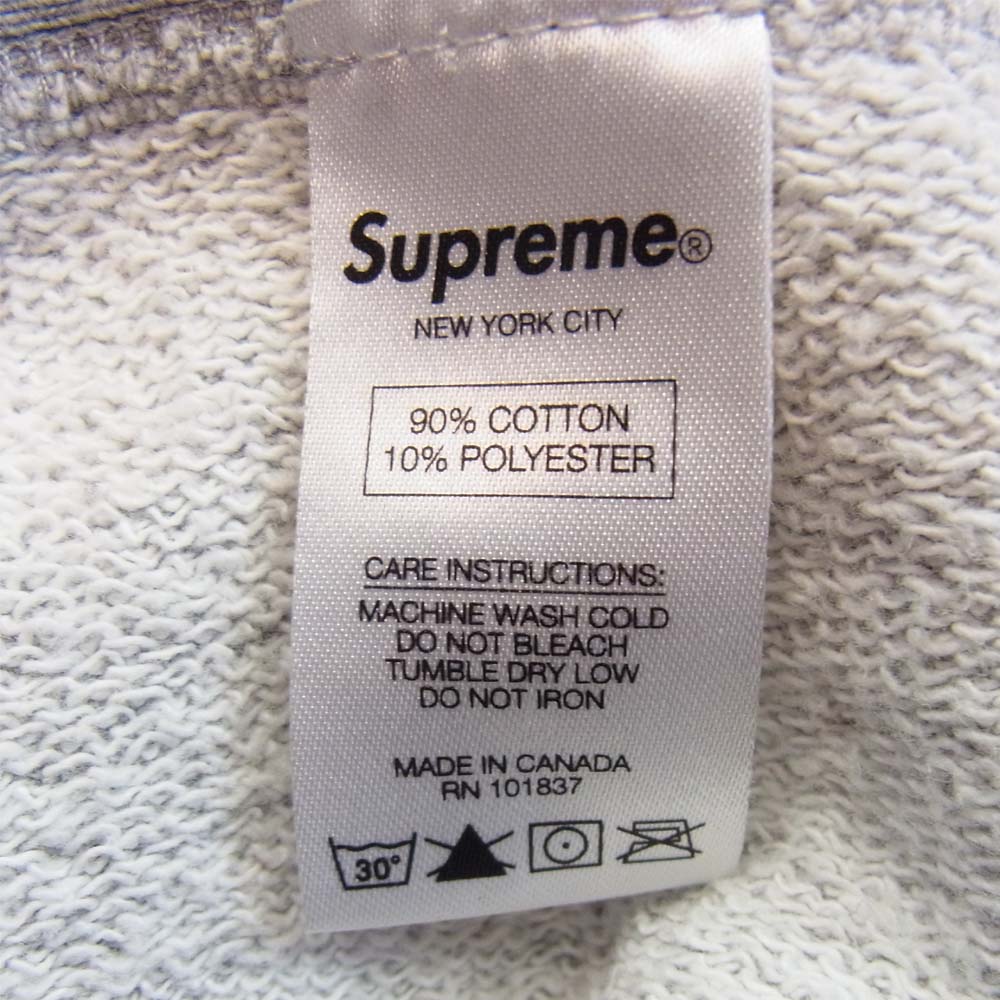 Supreme®
NEW YORK CITY
90% COTTON
10% POLYESTER
CARE INSTRUCTIONS:
MACHINE WASH COLD
DO NOT BLEACH
TUMBLE DRY LOW
DO NOT IRON
MADE IN CANADA
RN 101837
30°